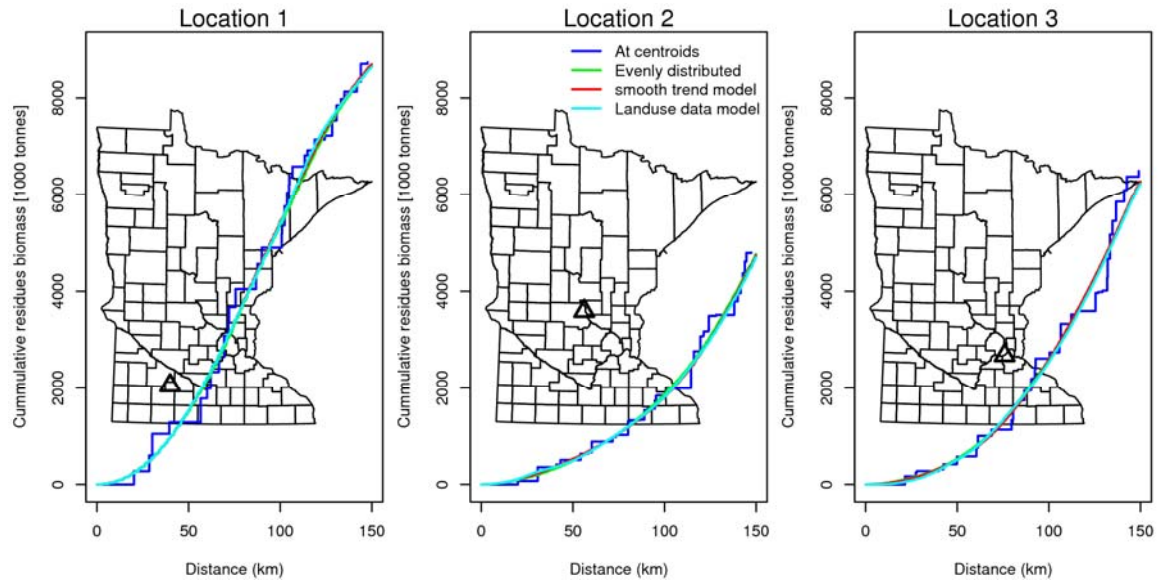 Location 1
Cummulative residues biomass [1000 tonnes]
8000
6000
4000
2000
0
0 50 100 150
Distance (km)
Location 2
At centroids
Evenly distributed
smooth trend model
Landuse data model
Cummulative residues biomass [1000 tonnes]
8000
6000
4000
2000
0
0 50 100 150
Distance (km)
Location 3
Cummulative residues biomass [1000 tonnes]
8000
6000
4000
2000
0
0 50 100 150
Distance (km)